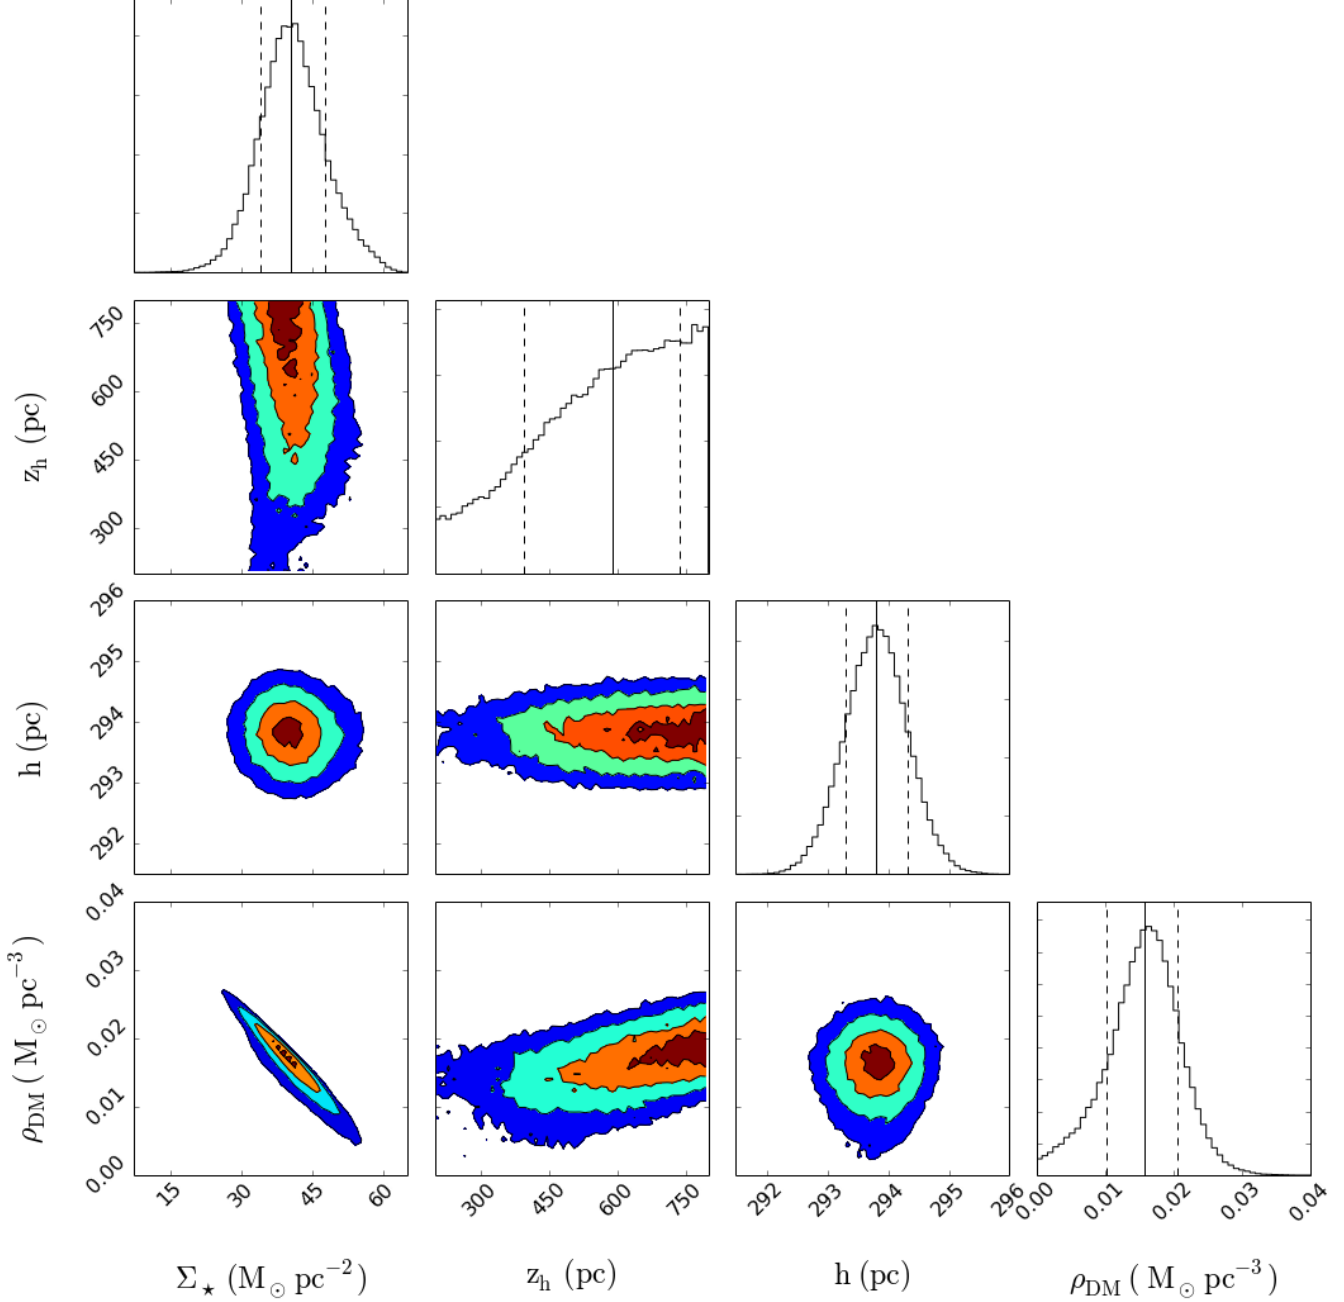 750
600
450
300
z_h (pc)
296
295
294
293
292
h (pc)
0.04
0.03
0.02
0.01
0.00
ρ_DM ( M_⊙ pc⁻³ )
15 30 45 60
300 450 600 750
292 293 294 295 296
0.00 0.01 0.02 0.03 0.04
Σ_⋆ (M_⊙ pc⁻²)
z_h (pc)
h (pc)
ρ_DM ( M_⊙ pc⁻³ )